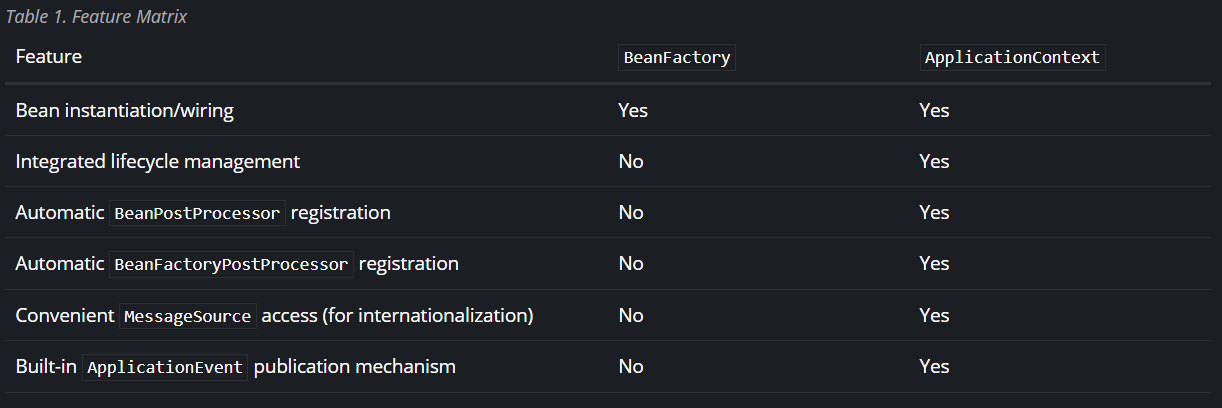 Table 1. Feature Matrix
Feature BeanFactory ApplicationContext
Bean instantiation/wiring Yes Yes
Integrated lifecycle management No Yes
Automatic BeanPostProcessor registration No Yes
Automatic BeanFactoryPostProcessor registration No Yes
Convenient MessageSource access (for internationalization) No Yes
Built-in ApplicationEvent publication mechanism No Yes